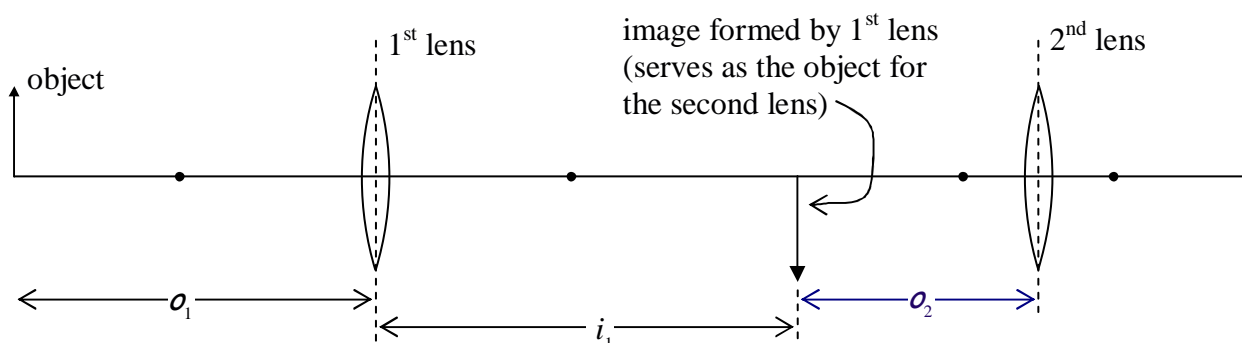 image formed by 1st lens
(serves as the object for
the second lens)
1st lens
2nd lens
object
o1
o2
i1